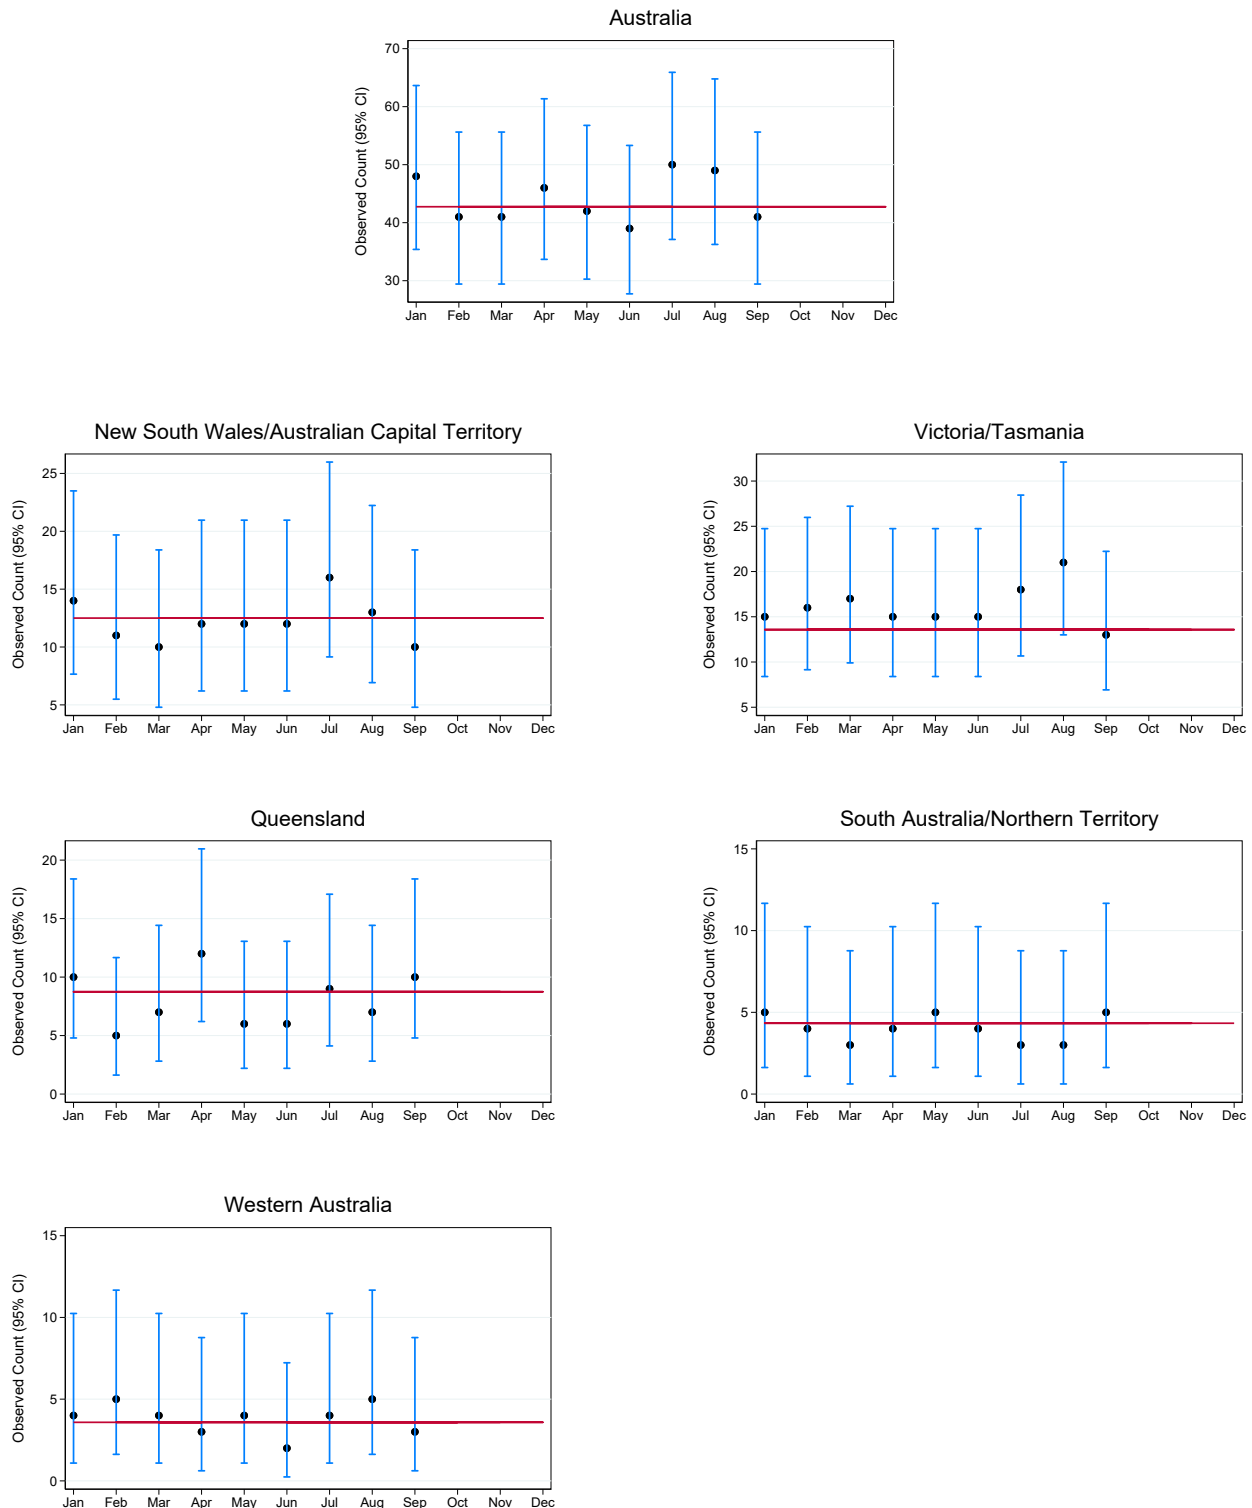 Australia
Observed Count (95% CI)
70
60
50
40
30
Jan Feb Mar Apr May Jun Jul Aug Sep Oct Nov Dec
New South Wales/Australian Capital Territory
Observed Count (95% CI)
25
20
15
10
5
Jan Feb Mar Apr May Jun Jul Aug Sep Oct Nov Dec
Victoria/Tasmania
Observed Count (95% CI)
30
25
20
15
10
5
Jan Feb Mar Apr May Jun Jul Aug Sep Oct Nov Dec
Queensland
Observed Count (95% CI)
20
15
10
5
0
Jan Feb Mar Apr May Jun Jul Aug Sep Oct Nov Dec
South Australia/Northern Territory
Observed Count (95% CI)
15
10
5
0
Jan Feb Mar Apr May Jun Jul Aug Sep Oct Nov Dec
Western Australia
Observed Count (95% CI)
15
10
5
0
Jan Feb Mar Apr May Jun Jul Aug Sep Oct Nov Dec